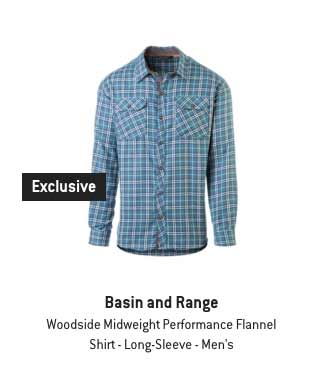 Exclusive
Basin and Range
Woodside Midweight Performance Flannel
Shirt - Long-Sleeve - Men's